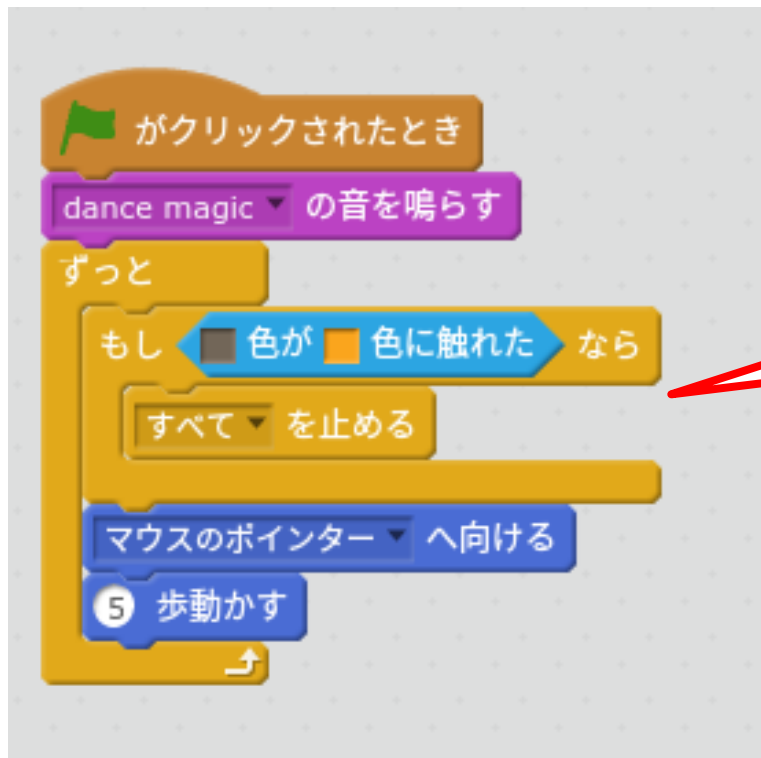 がクリックされたとき
dance magic の音を鳴らす
ずっと
もし 色が 色に触れた なら
すべて を止める
マウスのポインター へ向ける
5 歩動かす